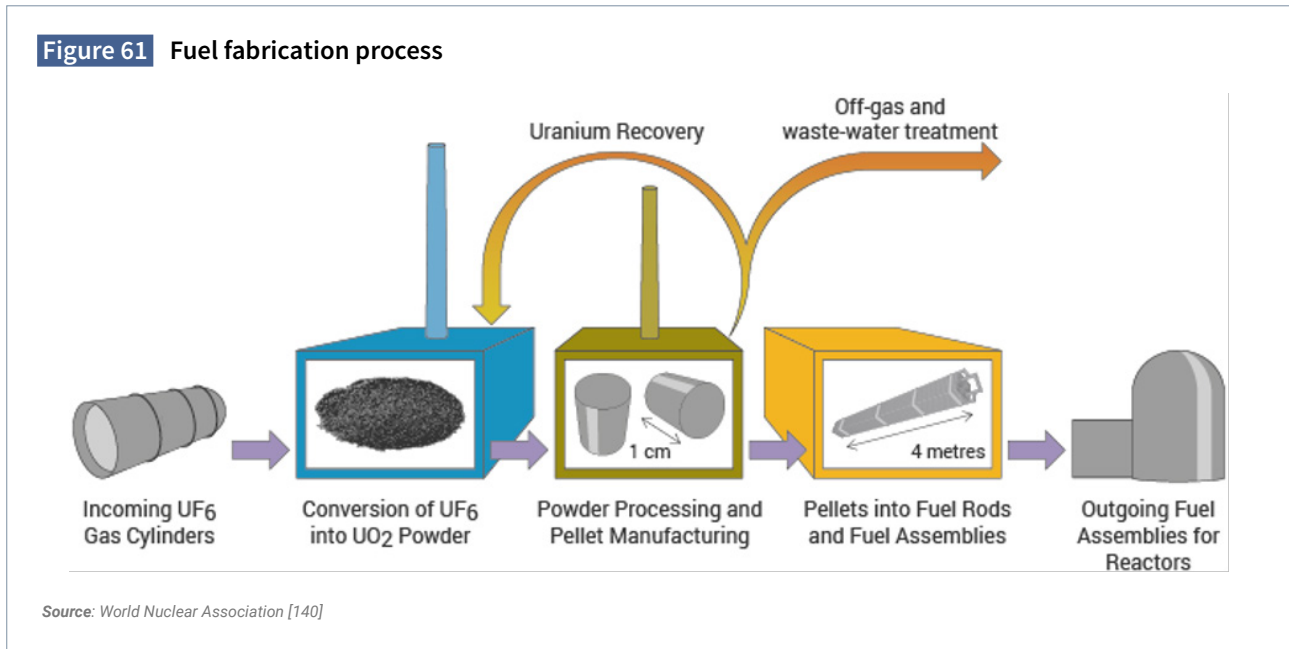 Figure 61 Fuel fabrication process
Off-gas and
waste-water treatment
Uranium Recovery
1 cm
4 metres
Incoming UF6
Gas Cylinders
Conversion of UF6
into UO2 Powder
Powder Processing and
Pellet Manufacturing
Pellets into Fuel Rods
and Fuel Assemblies
Outgoing Fuel
Assemblies for
Reactors
Source: World Nuclear Association [140]